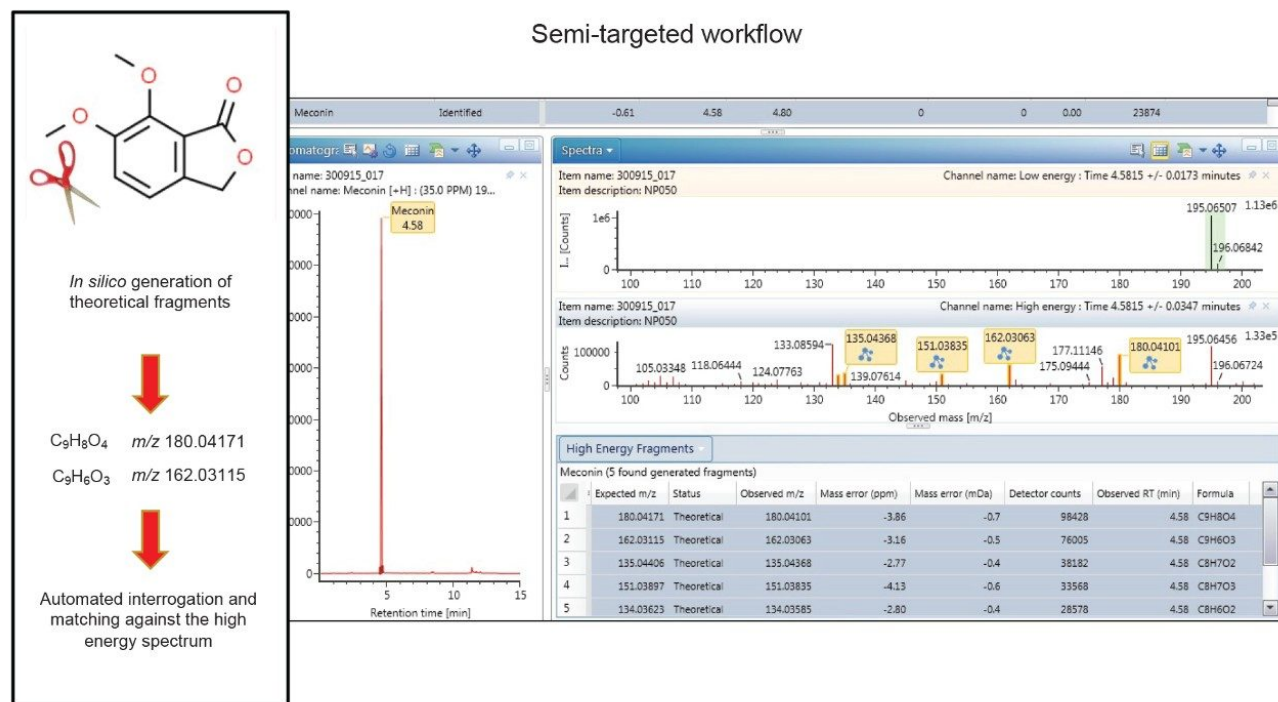 Semi-targeted workflow
O
O
O
O
In silico generation of
theoretical fragments
C9H8O4 m/z 180.04171
C9H6O3 m/z 162.03115
Automated interrogation and
matching against the high
energy spectrum
Meconin Identified -0.61 4.58 4.80 0 0 0.00 23874
omatogra
name: 300915_017
nnel name: Meconin [+H] : (35.0 PPM) 19...
Meconin
4.58
0000
0000
0000
0000
0000
0000
0000
0
5 10 15
Retention time [min]
Spectra
Item name: 300915_017 Channel name: Low energy : Time 4.5815 +/- 0.0173 minutes
Item description: NP050
1.13e6
195.06507
196.06842
I... [Counts]
1e6
0
100 110 120 130 140 150 160 170 180 190 200
Item name: 300915_017 Channel name: High energy : Time 4.5815 +/- 0.0347 minutes
Item description: NP050
1.33e5
Counts
100000
0
105.03348 118.06444 124.07763 133.08594 135.04368 139.07614 151.03835 162.03063 175.09444 177.11146 180.04101 195.06456 196.06724
100 110 120 130 140 150 160 170 180 190 200
Observed mass [m/z]
High Energy Fragments
Meconin (5 found generated fragments)
Expected m/z Status Observed m/z Mass error (ppm) Mass error (mDa) Detector counts Observed RT (min) Formula
1 180.04171 Theoretical 180.04101 -3.86 -0.7 98428 4.58 C9H8O4
2 162.03115 Theoretical 162.03063 -3.16 -0.5 76005 4.58 C9H6O3
3 135.04406 Theoretical 135.04368 -2.77 -0.4 38182 4.58 C8H7O2
4 151.03897 Theoretical 151.03835 -4.13 -0.6 33568 4.58 C8H7O3
5 134.03623 Theoretical 134.03585 -2.80 -0.4 28578 4.58 C8H6O2